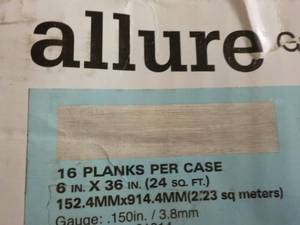 allure
16 PLANKS PER CASE
6 IN. X 36 IN. (24 SQ. FT.)
152.4MMx914.4MM(2.23 sq meters)
Gauge: .150in. / 3.8mm